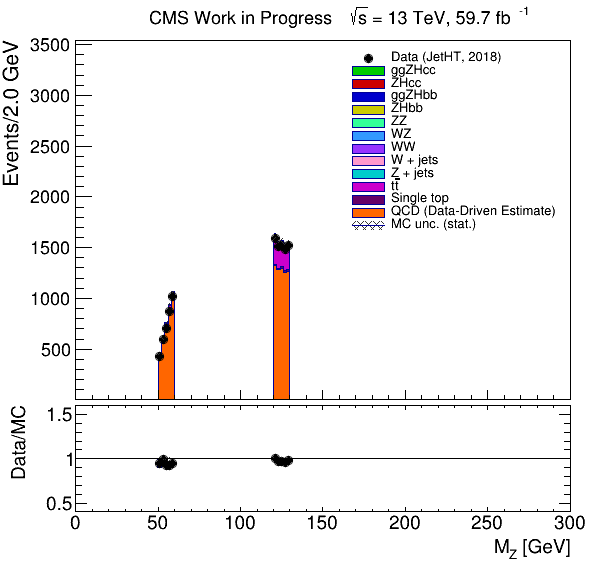 CMS Work in Progress √s = 13 TeV, 59.7 fb⁻¹
Events/2.0 GeV
3500
3000
2500
2000
1500
1000
500
Data (JetHT, 2018)
ggZHcc
ZHcc
ggZHbb
ZHbb
ZZ
WZ
WW
W + jets
Z + jets
tt̅
Single top
QCD (Data-Driven Estimate)
MC unc. (stat.)
Data/MC
1.5
1
0.5
0 50 100 150 200 250 300
M_Z [GeV]